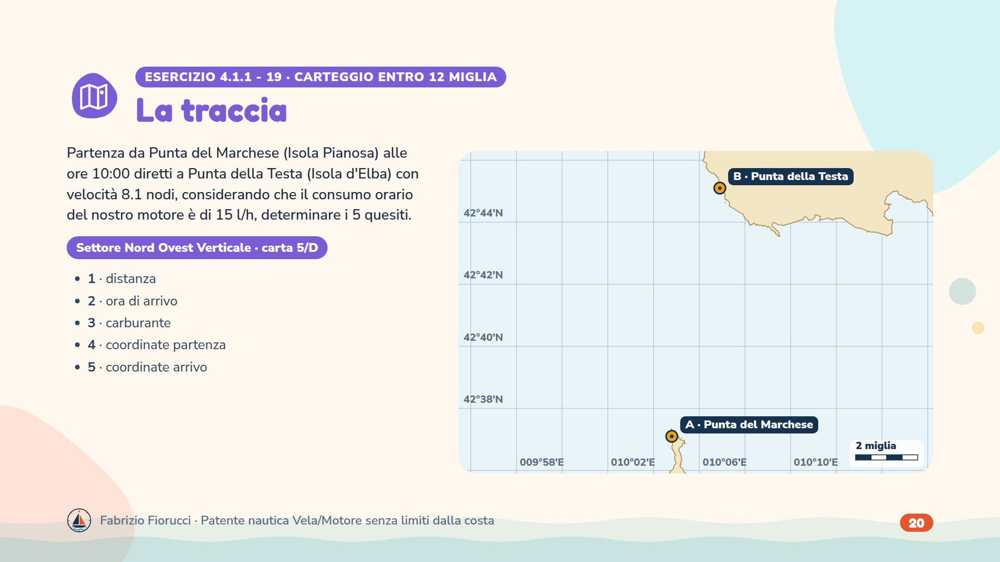 ESERCIZIO 4.1.1 - 19 · CARTEGGIO ENTRO 12 MIGLIA
La traccia
Partenza da Punta del Marchese (Isola Pianosa) alle
ore 10:00 diretti a Punta della Testa (Isola d'Elba) con
velocità 8.1 nodi, considerando che il consumo orario
del nostro motore è di 15 l/h, determinare i 5 quesiti.
Settore Nord Ovest Verticale · carta 5/D
• 1 · distanza
• 2 · ora di arrivo
• 3 · carburante
• 4 · coordinate partenza
• 5 · coordinate arrivo
B · Punta della Testa
42°44'N
42°42'N
42°40'N
42°38'N
A · Punta del Marchese
2 miglia
009°58'E
010°02'E
010°06'E
010°10'E
Fabrizio Fiorucci · Patente nautica Vela/Motore senza limiti dalla costa
20